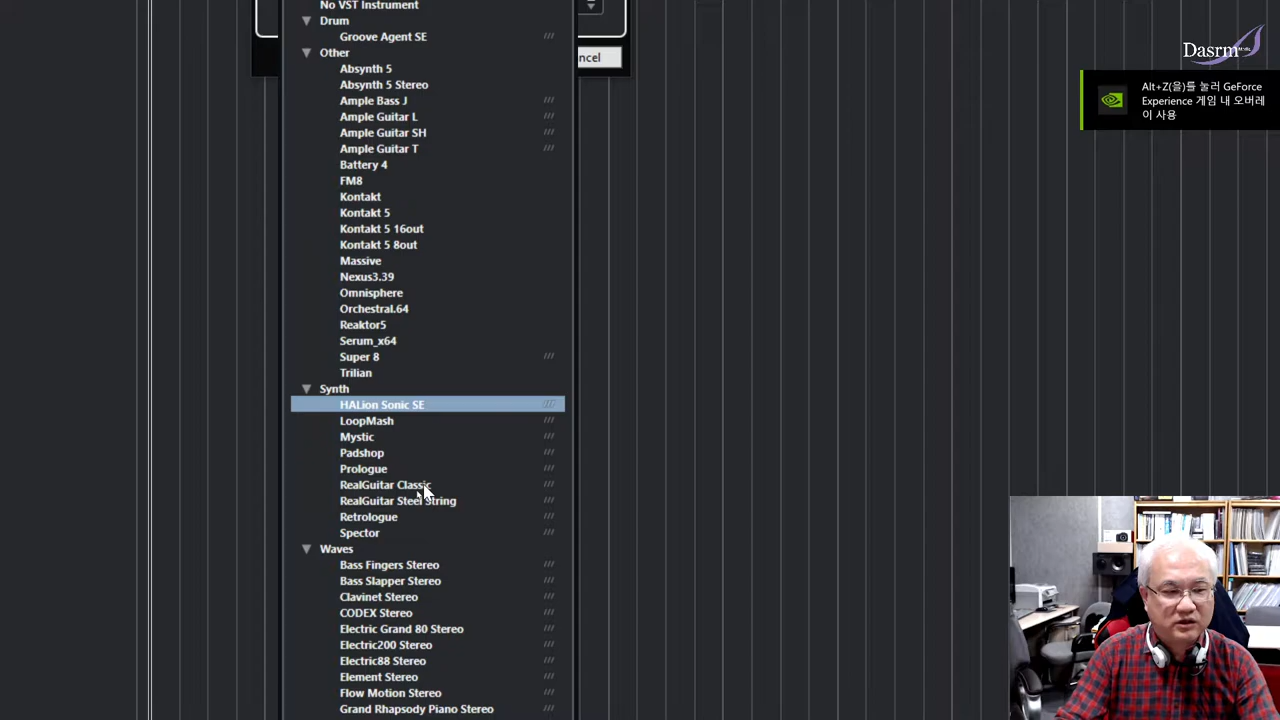 No VST Instrument
Drum
Groove Agent SE
Other
Absynth 5
Absynth 5 Stereo
Ample Bass J
Ample Guitar L
Ample Guitar SH
Ample Guitar T
Battery 4
FM8
Kontakt
Kontakt 5
Kontakt 5 16out
Kontakt 5 8out
Massive
Nexus3.39
Omnisphere
Orchestral.64
Reaktor5
Serum_x64
Super 8
Trilian
Synth
HALion Sonic SE
LoopMash
Mystic
Padshop
Prologue
RealGuitar Classic
RealGuitar Steel String
Retrologue
Spector
Waves
Bass Fingers Stereo
Bass Slapper Stereo
Clavinet Stereo
CODEX Stereo
Electric Grand 80 Stereo
Electric200 Stereo
Electric88 Stereo
Element Stereo
Flow Motion Stereo
Grand Rhapsody Piano Stereo
ncel
Dasrm
Alt+Z(을)를 눌러 GeForce
Experience 게임 내 오버레
이 사용